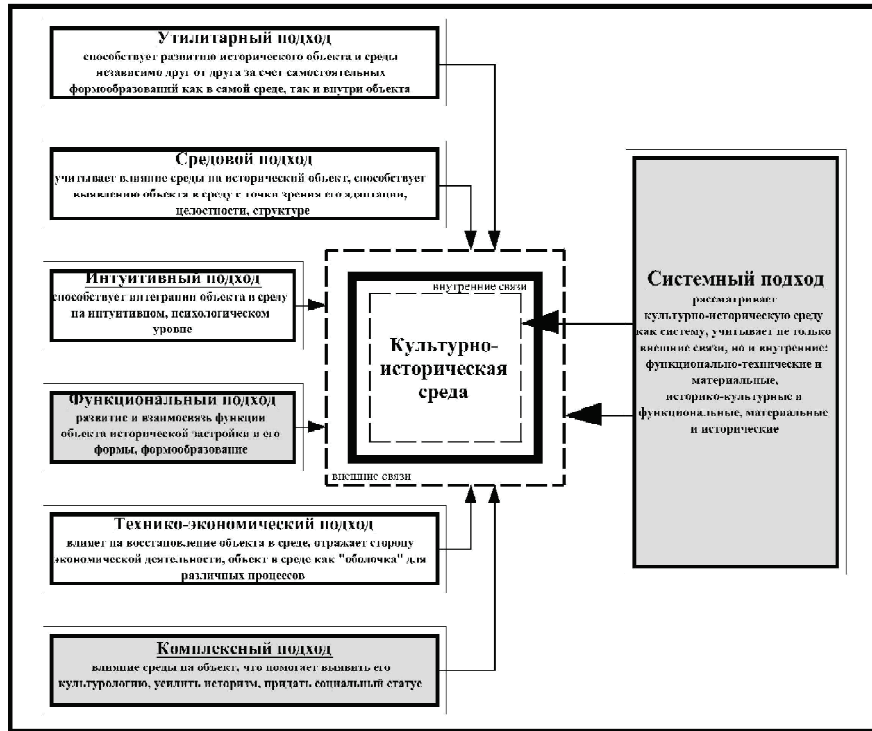 Утилитарный подход
способствует развитию исторического объекта и среды
независимо друг от друга за счет самостоятельных
формообразований как в самой среде, так и внутри объекта
Средовой подход
учитывает влияние среды на исторический объект, способствует
выявлению объекта в среду с точки зрения его адаптации,
целостности, структуре
Интуитивный подход
способствует интеграции объекта в среду
на интуитивном, психологическом
уровне
Функциональный подход
развитие и взаимосвязь функции
объекта исторической застройки и его
формы, формообразование
Технико-экономический подход
влияет на восстановление объекта в среде, отражает сторону
экономической деятельности, объект в среде как "оболочка" для
различных процессов
Комплексный подход
влияние среды на объект, что помогает выявить его
культурологию, усилить историзм, придать социальный статус
внутренние связи
Культурно-
историческая
среда
внешние связи
Системный подход
рассматривает
культурно-историческую среду
как систему, учитывает не только
внешние связи, но и внутренние:
функционально-технические и
материальные,
историко-культурные и
функциональные, материальные
и исторические